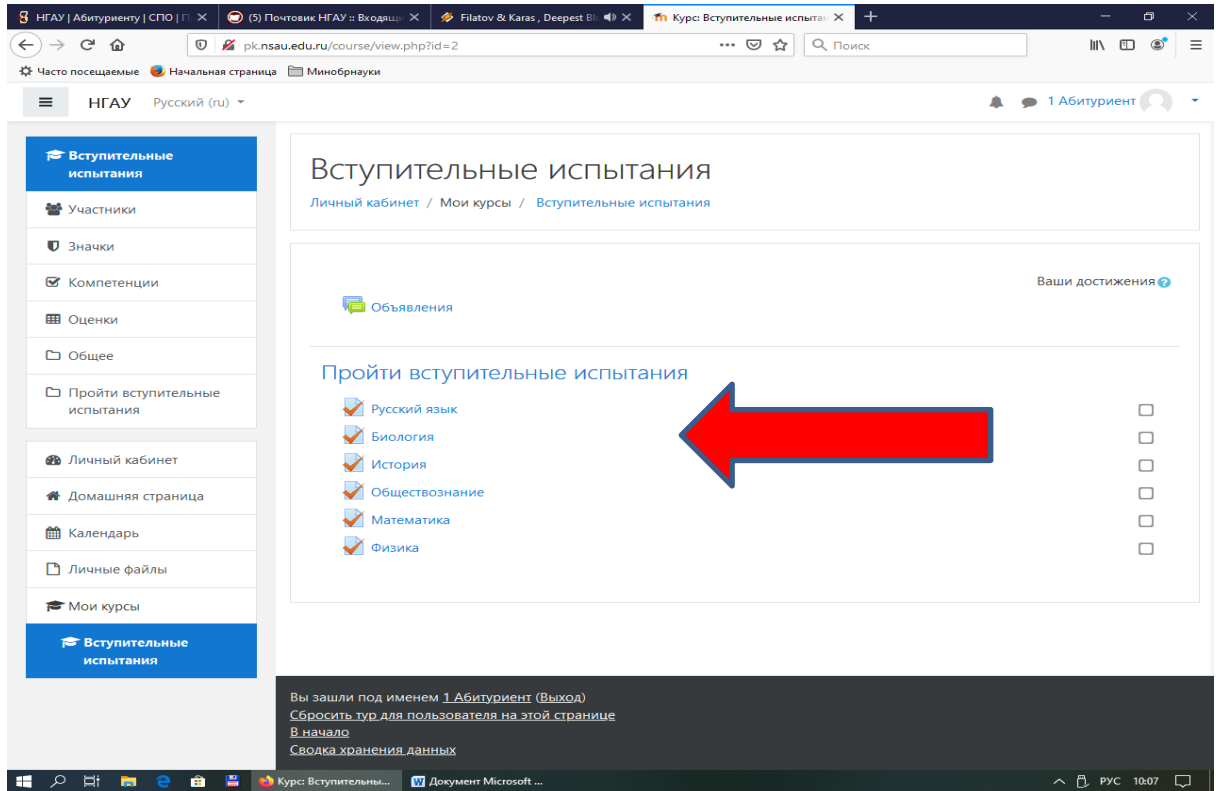 НГАУ | Абитуриенту | СПО | П
(5) Почтовик НГАУ :: Входящи
Filatov & Karas , Deepest Bl
Курс: Вступительные испытан
pk.nsau.edu.ru/course/view.php?id=2
Поиск
Часто посещаемые
Начальная страница
Минобрнауки
НГАУ
Русский (ru)
1 Абитуриент
Вступительные
испытания
Участники
Значки
Компетенции
Оценки
Общее
Пройти вступительные
испытания
Личный кабинет
Домашняя страница
Календарь
Личные файлы
Мои курсы
Вступительные
испытания
Вступительные испытания
Личный кабинет / Мои курсы / Вступительные испытания
Ваши достижения
Объявления
Пройти вступительные испытания
Русский язык
Биология
История
Обществознание
Математика
Физика
Вы зашли под именем 1 Абитуриент (Выход)
Сбросить тур для пользователя на этой странице
В начало
Сводка хранения данных
Курс: Вступительны...
Документ Microsoft ...
РУС
10:07